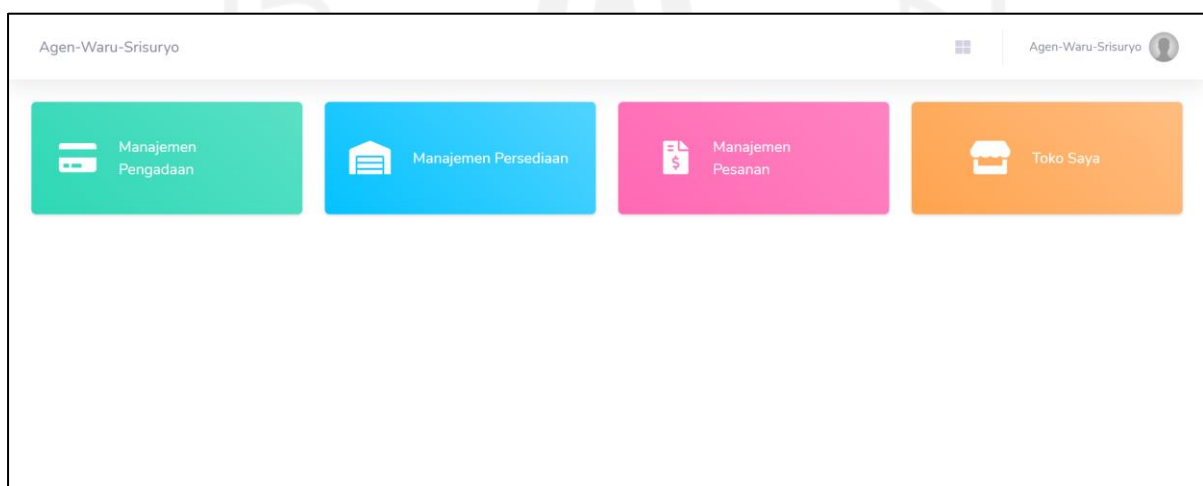 Agen-Waru-Srisuryo
Agen-Waru-Srisuryo
Manajemen
Pengadaan
Manajemen Persediaan
Manajemen
Pesanan
Toko Saya